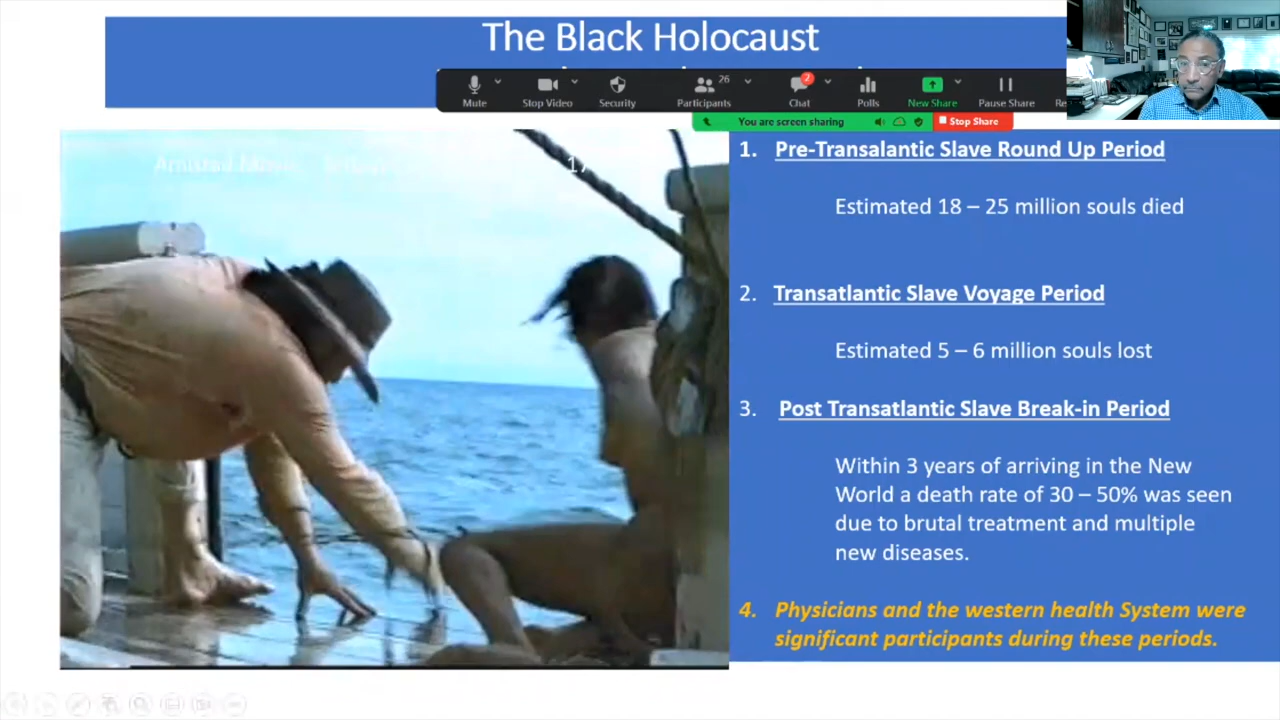 The Black Holocaust
26
2
Mute
Stop Video
Security
Participants
Chat
Polls
New Share
Pause Share
You are screen sharing
Stop Share
Amistad
1. Pre-Transalantic Slave Round Up Period
Estimated 18 – 25 million souls died
2. Transatlantic Slave Voyage Period
Estimated 5 – 6 million souls lost
3. Post Transatlantic Slave Break-in Period
Within 3 years of arriving in the New
World a death rate of 30 – 50% was seen
due to brutal treatment and multiple
new diseases.
4. Physicians and the western health System were
significant participants during these periods.